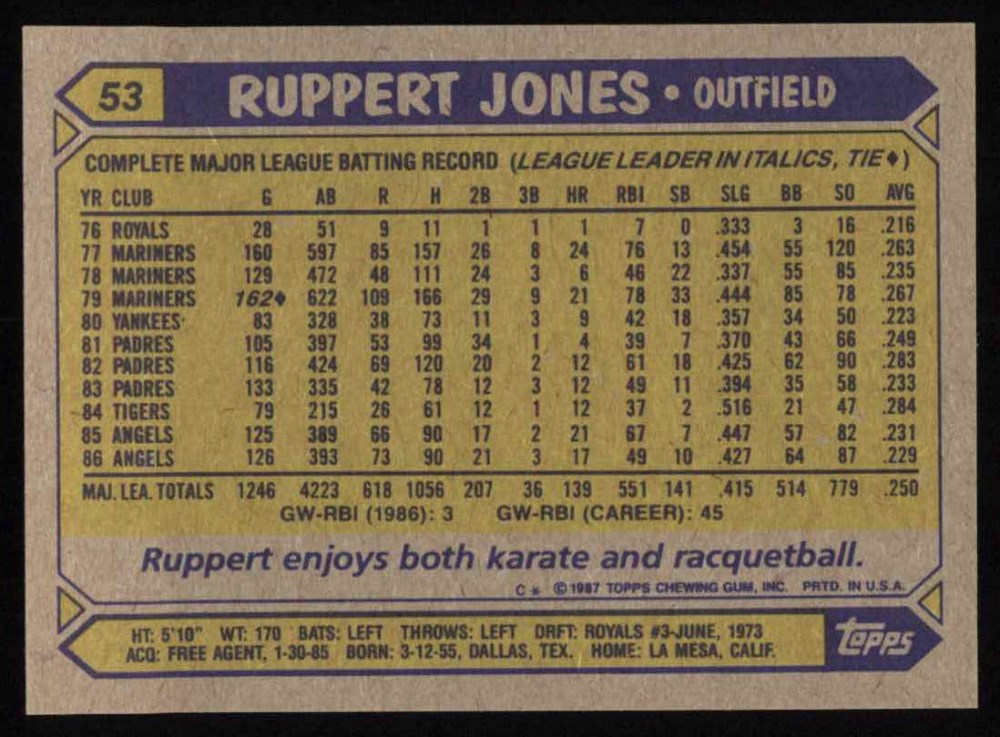 53 RUPPERT JONES • OUTFIELD
COMPLETE MAJOR LEAGUE BATTING RECORD (LEAGUE LEADER IN ITALICS, TIE♦)
YR CLUB G AB R H 2B 3B HR RBI SB SLG BB SO AVG
76 ROYALS 28 51 9 11 1 1 1 7 0 .333 3 16 .216
77 MARINERS 160 597 85 157 26 8 24 76 13 .454 55 120 .263
78 MARINERS 129 472 48 111 24 3 6 46 22 .337 55 85 .235
79 MARINERS 162♦ 622 109 166 29 9 21 78 33 .444 85 78 .267
80 YANKEES 83 328 38 73 11 3 9 42 18 .357 34 50 .223
81 PADRES 105 397 53 99 34 1 4 39 7 .370 43 66 .249
82 PADRES 116 424 69 120 20 2 12 61 18 .425 62 90 .283
83 PADRES 133 335 42 78 12 3 12 49 11 .394 35 58 .233
84 TIGERS 79 215 26 61 12 1 12 37 2 .516 21 47 .284
85 ANGELS 125 389 66 90 17 2 21 67 7 .447 57 82 .231
86 ANGELS 126 393 73 90 21 3 17 49 10 .427 64 87 .229
MAJ. LEA. TOTALS 1246 4223 618 1056 207 36 139 551 141 .415 514 779 .250
GW-RBI (1986): 3 GW-RBI (CAREER): 45
Ruppert enjoys both karate and racquetball.
C * © 1987 TOPPS CHEWING GUM, INC. PRTD. IN U.S.A.
HT: 5'10" WT: 170 BATS: LEFT THROWS: LEFT DRFT: ROYALS #3-JUNE, 1973
ACQ: FREE AGENT, 1-30-85 BORN: 3-12-55, DALLAS, TEX. HOME: LA MESA, CALIF.
Topps